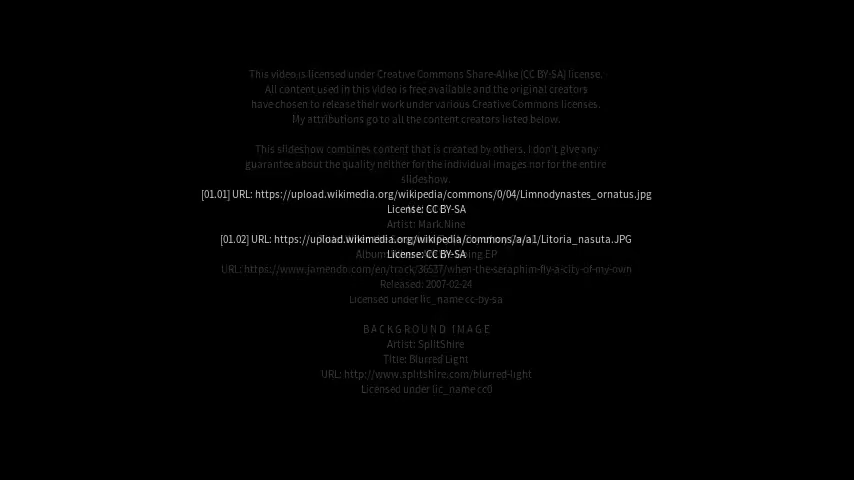 This video is licensed under Creative Commons Share-Alike (CC BY-SA) license.
All content used in this video is free available and the original creators
have chosen to release their work under various Creative Commons licenses.
My attributions go to all the content creators listed below.
This slideshow combines content that is created by others. I don't give any
guarantee about the quality neither for the individual images nor for the entire
slideshow.
[01.01] URL: https://upload.wikimedia.org/wikipedia/commons/0/04/Limnodynastes_ornatus.jpg
License: CC BY-SA
Artist: Mark Nine
[01.02] URL: https://upload.wikimedia.org/wikipedia/commons/a/a1/Litoria_nasuta.JPG
License: CC BY-SA
Album:
EP
URL: https://www.jamendo.com/en/track/36537/when-the-seraphim-fly-a-city-of-my-own
Released: 2007-02-24
Licensed under lic_name cc-by-sa
BACKGROUND IMAGE
Artist: SplitShire
Title: Blurred Light
URL: http://www.splitshire.com/blurred-light
Licensed under lic_name cc0